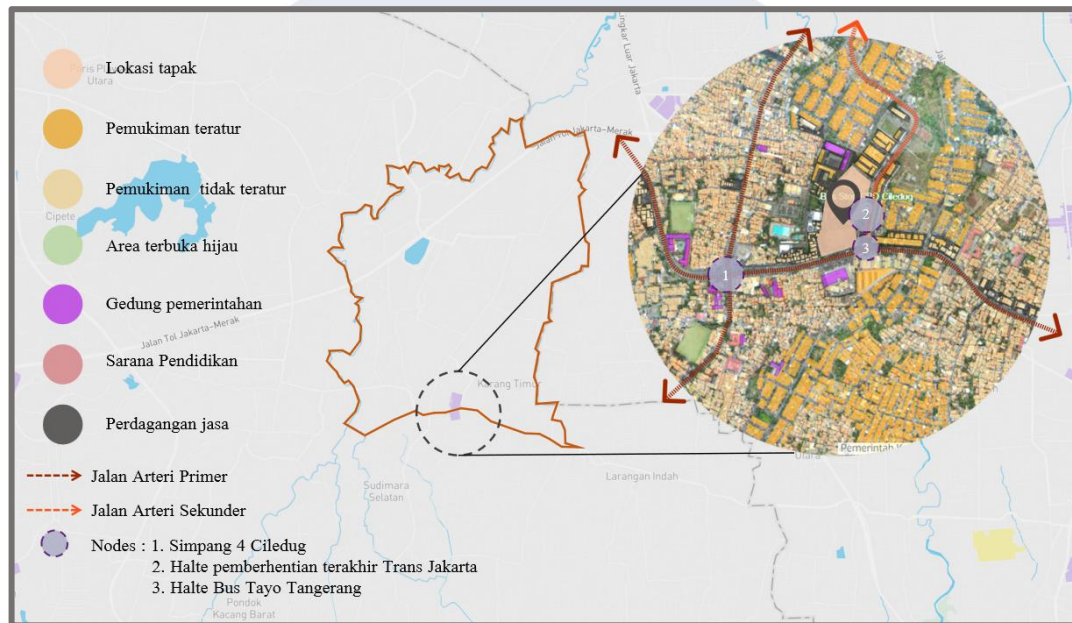 Lokasi tapak
Utara
Pemukiman teratur
Pemukiman tidak teratur
Cipete
Area terbuka hijau
Gedung pemerintahan
Jalan Tol Jakarta-Merak
Sarana Pendidikan
Perdagangan jasa
Jalan Arteri Primer
Jalan Arteri Sekunder
Nodes : 1. Simpang 4 Ciledug
2. Halte pemberhentian terakhir Trans Jakarta
3. Halte Bus Tayo Tangerang
Pondok
Kacang Barat
Sudimara
Selatan
Karang Timur
Larangan Indah
Jalan Tol Jakarta-Merak
Luar Jakarta
Ciledug
1
2
3
Utara